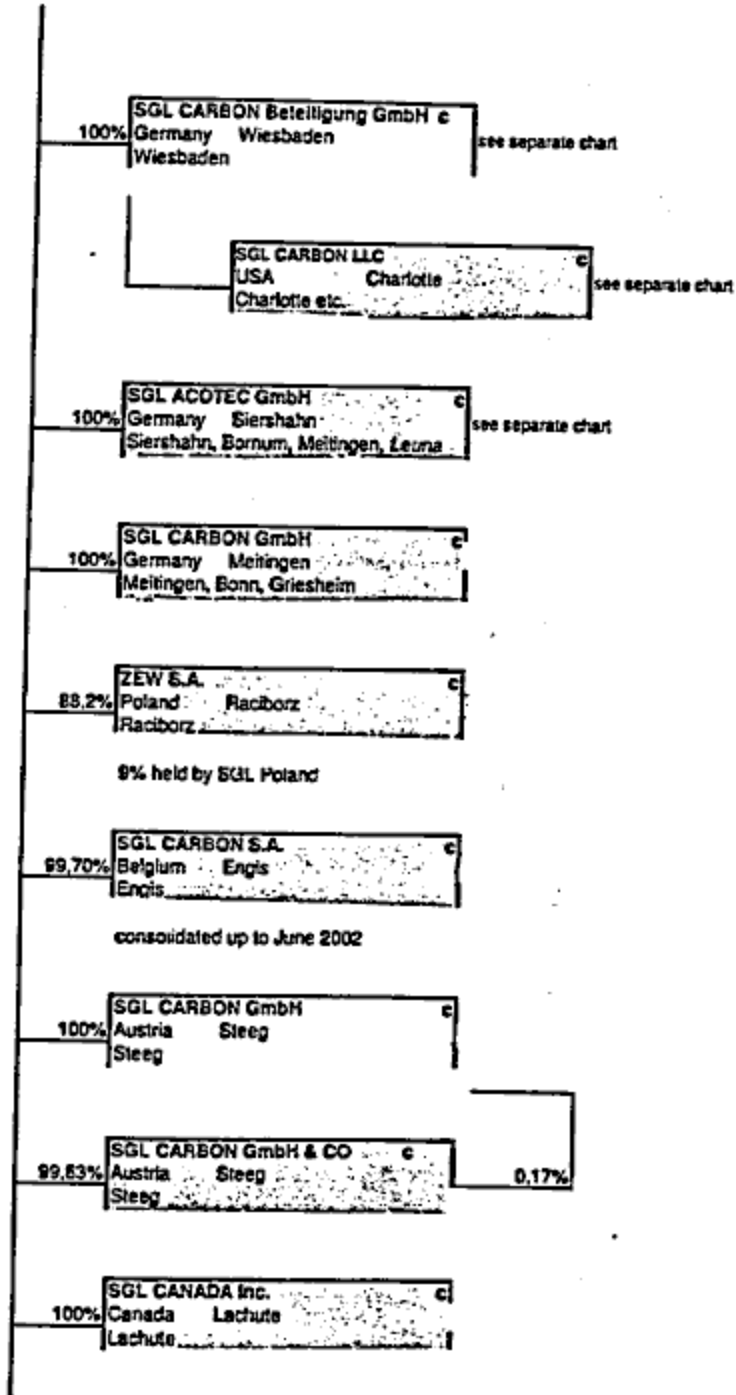 SGL CARBON Beteiligung GmbH c
100% Germany Wiesbaden
see separate chart
Wiesbaden
SGL CARBON LLC c
USA Charlotte
see separate chart
Charlotte etc.
SGL ACOTEC GmbH c
100% Germany Siershahn
see separate chart
Siershahn, Bornum, Meitingen, Leuna
SGL CARBON GmbH c
100% Germany Meitingen
Meitingen, Bonn, Griesheim
ZEW S.A. c
88,2% Poland Raciborz
Raciborz
9% held by SGL Poland
SGL CARBON S.A. c
99,70% Belgium Engis
Engis
consolidated up to June 2002
SGL CARBON GmbH c
100% Austria Steeg
Steeg
SGL CARBON GmbH & CO c
99,83% Austria Steeg 0,17%
Steeg
SGL CANADA Inc. c
100% Canada Lachute
Lachute